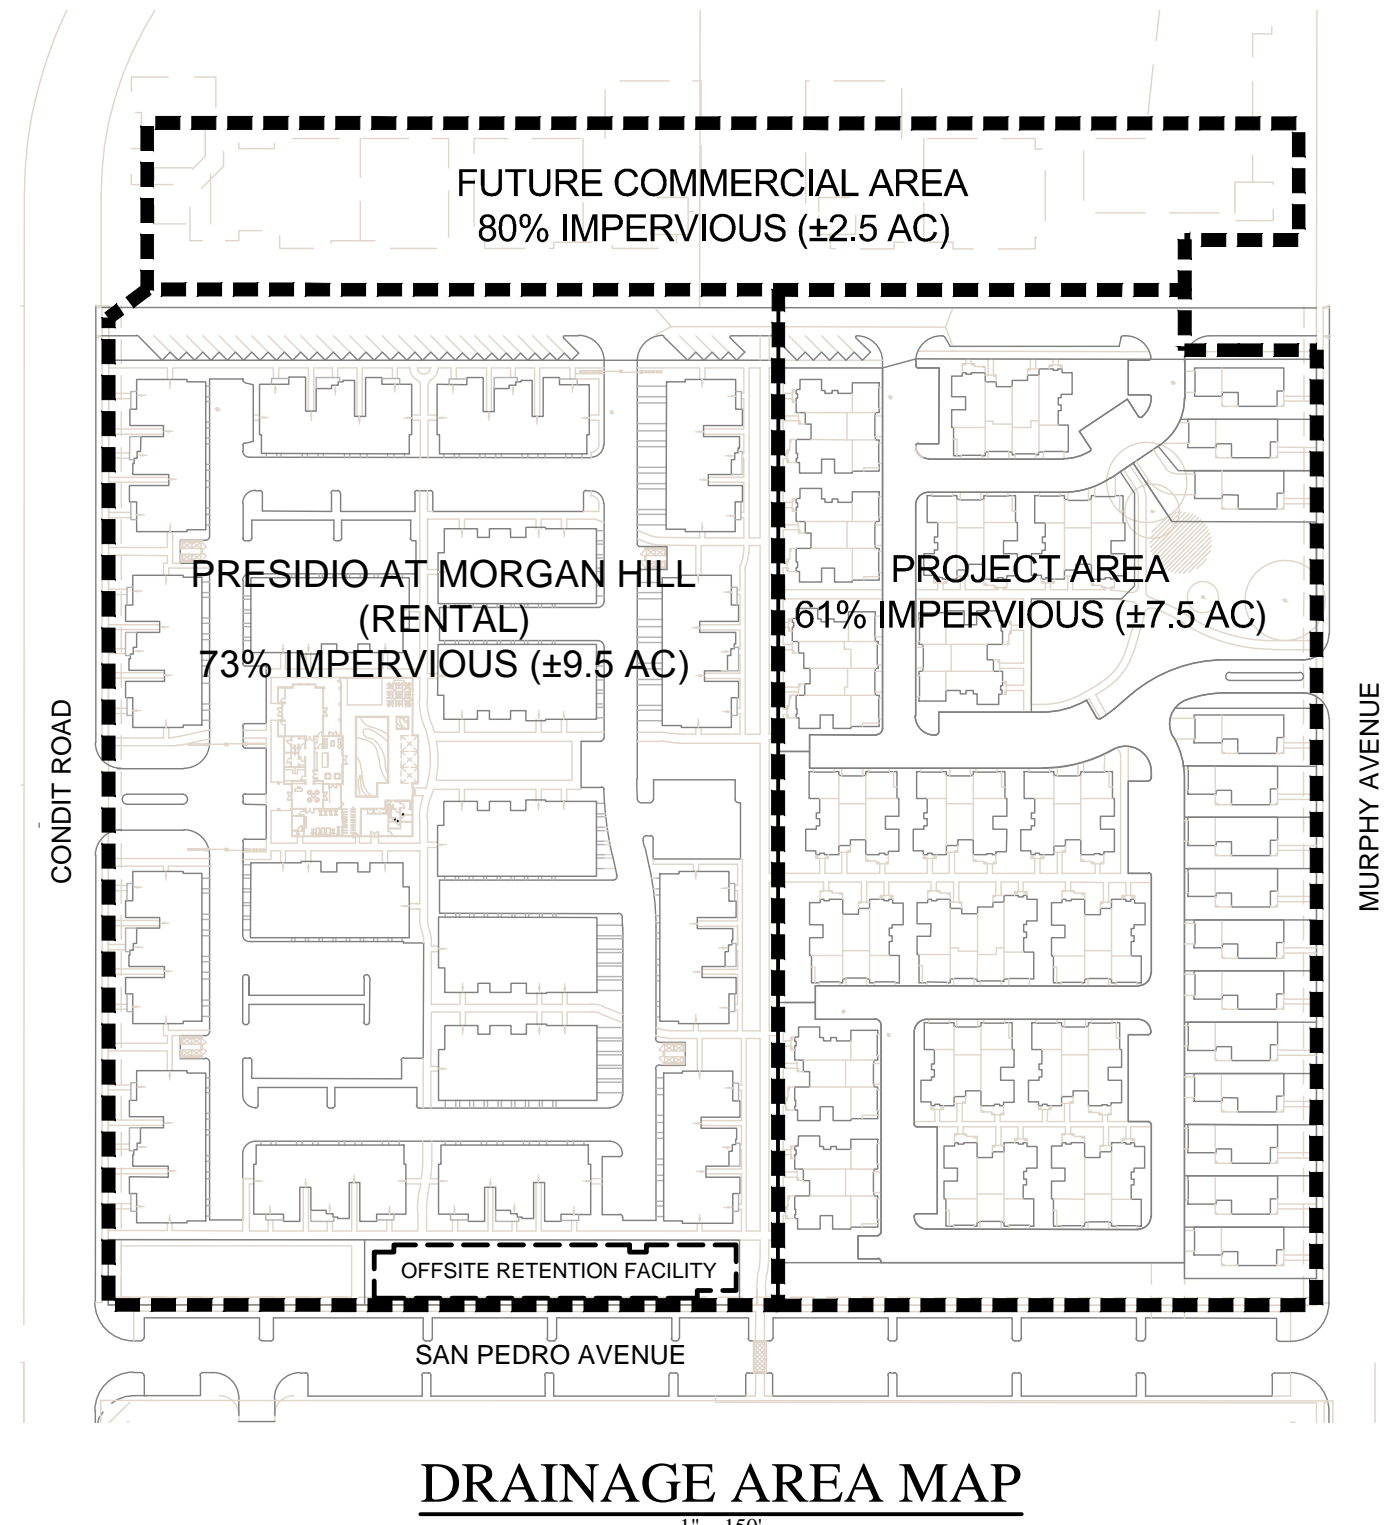 FUTURE COMMERCIAL AREA
80% IMPERVIOUS (±2.5 AC)
PRESIDIO AT MORGAN HILL
(RENTAL)
73% IMPERVIOUS (±9.5 AC)
PROJECT AREA
61% IMPERVIOUS (±7.5 AC)
CONDIT ROAD
MURPHY AVENUE
OFFSITE RETENTION FACILITY
SAN PEDRO AVENUE
DRAINAGE AREA MAP